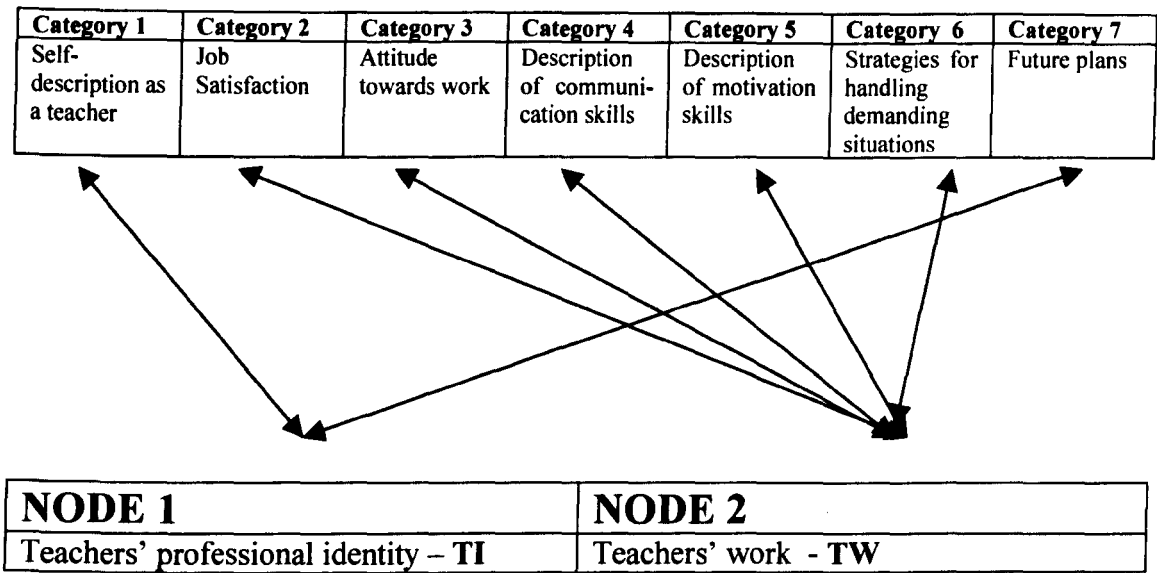 Category 1 Category 2 Category 3 Category 4 Category 5 Category 6 Category 7
Self-
description as
a teacher
Job
Satisfaction
Attitude
towards work
Description
of communi-
cation skills
Description
of motivation
skills
Strategies for
handling
demanding
situations
Future plans
NODE 1 NODE 2
Teachers' professional identity – TI Teachers' work - TW